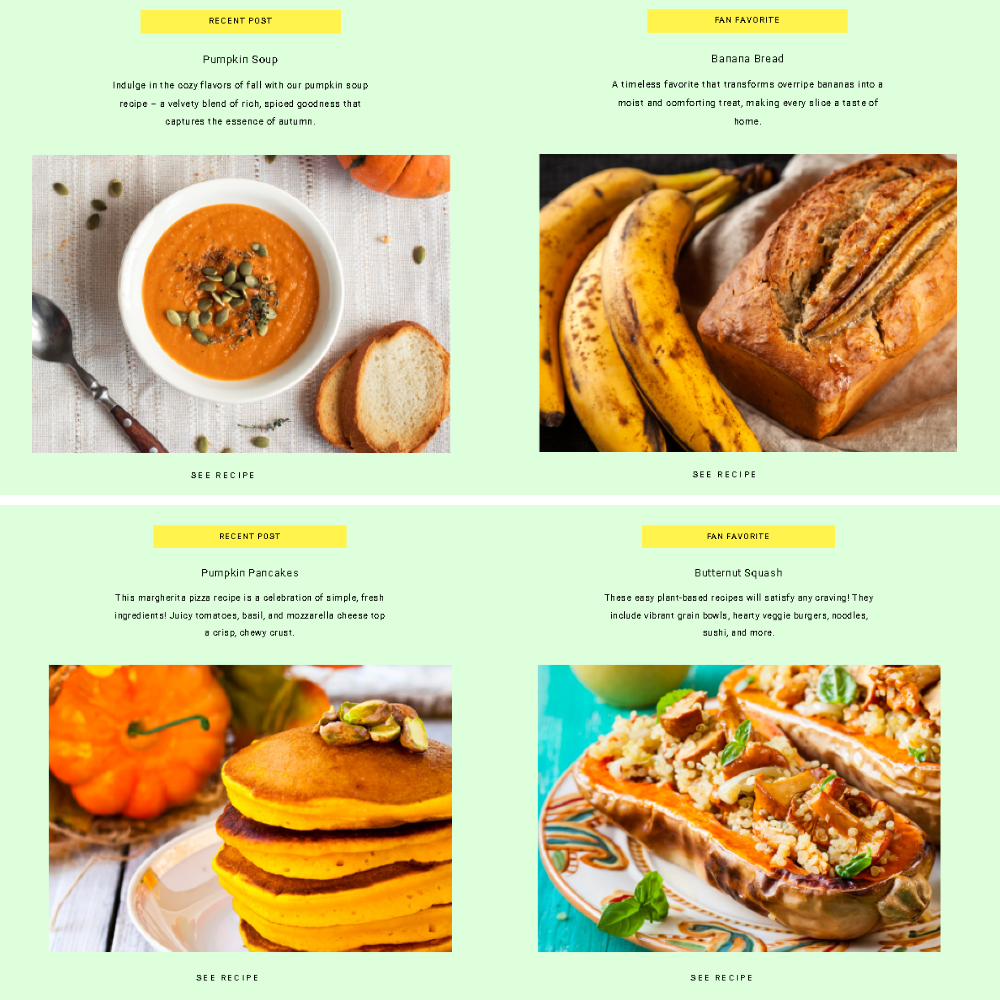 RECENT POST
Pumpkin Soup
Indulge in the cozy flavors of fall with our pumpkin soup
recipe – a velvety blend of rich, spiced goodness that
captures the essence of autumn.
SEE RECIPE
FAN FAVORITE
Banana Bread
A timeless favorite that transforms overripe bananas into a
moist and comforting treat, making every slice a taste of
home.
SEE RECIPE
RECENT POST
Pumpkin Pancakes
This margherita pizza recipe is a celebration of simple, fresh
ingredients! Juicy tomatoes, basil, and mozzarella cheese top
a crisp, chewy crust.
SEE RECIPE
FAN FAVORITE
Butternut Squash
These easy plant-based recipes will satisfy any craving! They
include vibrant grain bowls, hearty veggie burgers, noodles,
sushi, and more.
SEE RECIPE